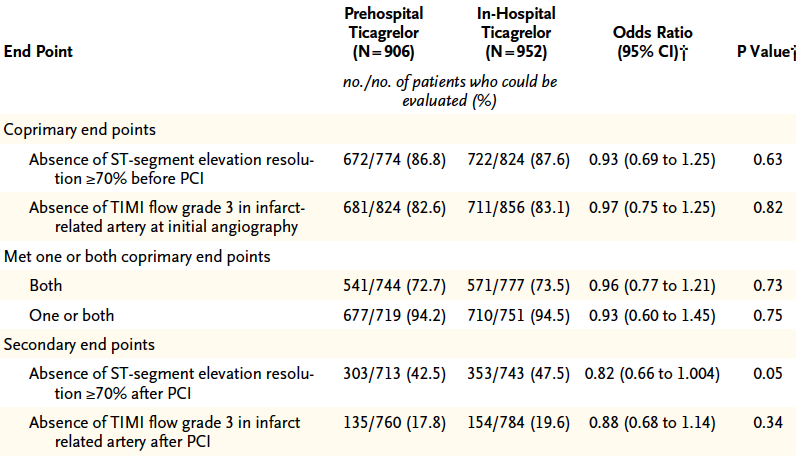 End Point
Prehospital
Ticagrelor
(N=906)
In-Hospital
Ticagrelor
(N=952)
Odds Ratio
(95% CI)†
P Value†
no./no. of patients who could be
evaluated (%)
Coprimary end points
Absence of ST-segment elevation resolu-
tion ≥70% before PCI
672/774 (86.8) 722/824 (87.6) 0.93 (0.69 to 1.25) 0.63
Absence of TIMI flow grade 3 in infarct-
related artery at initial angiography
681/824 (82.6) 711/856 (83.1) 0.97 (0.75 to 1.25) 0.82
Met one or both coprimary end points
Both 541/744 (72.7) 571/777 (73.5) 0.96 (0.77 to 1.21) 0.73
One or both 677/719 (94.2) 710/751 (94.5) 0.93 (0.60 to 1.45) 0.75
Secondary end points
Absence of ST-segment elevation resolu-
tion ≥70% after PCI
303/713 (42.5) 353/743 (47.5) 0.82 (0.66 to 1.004) 0.05
Absence of TIMI flow grade 3 in infarct
related artery after PCI
135/760 (17.8) 154/784 (19.6) 0.88 (0.68 to 1.14) 0.34